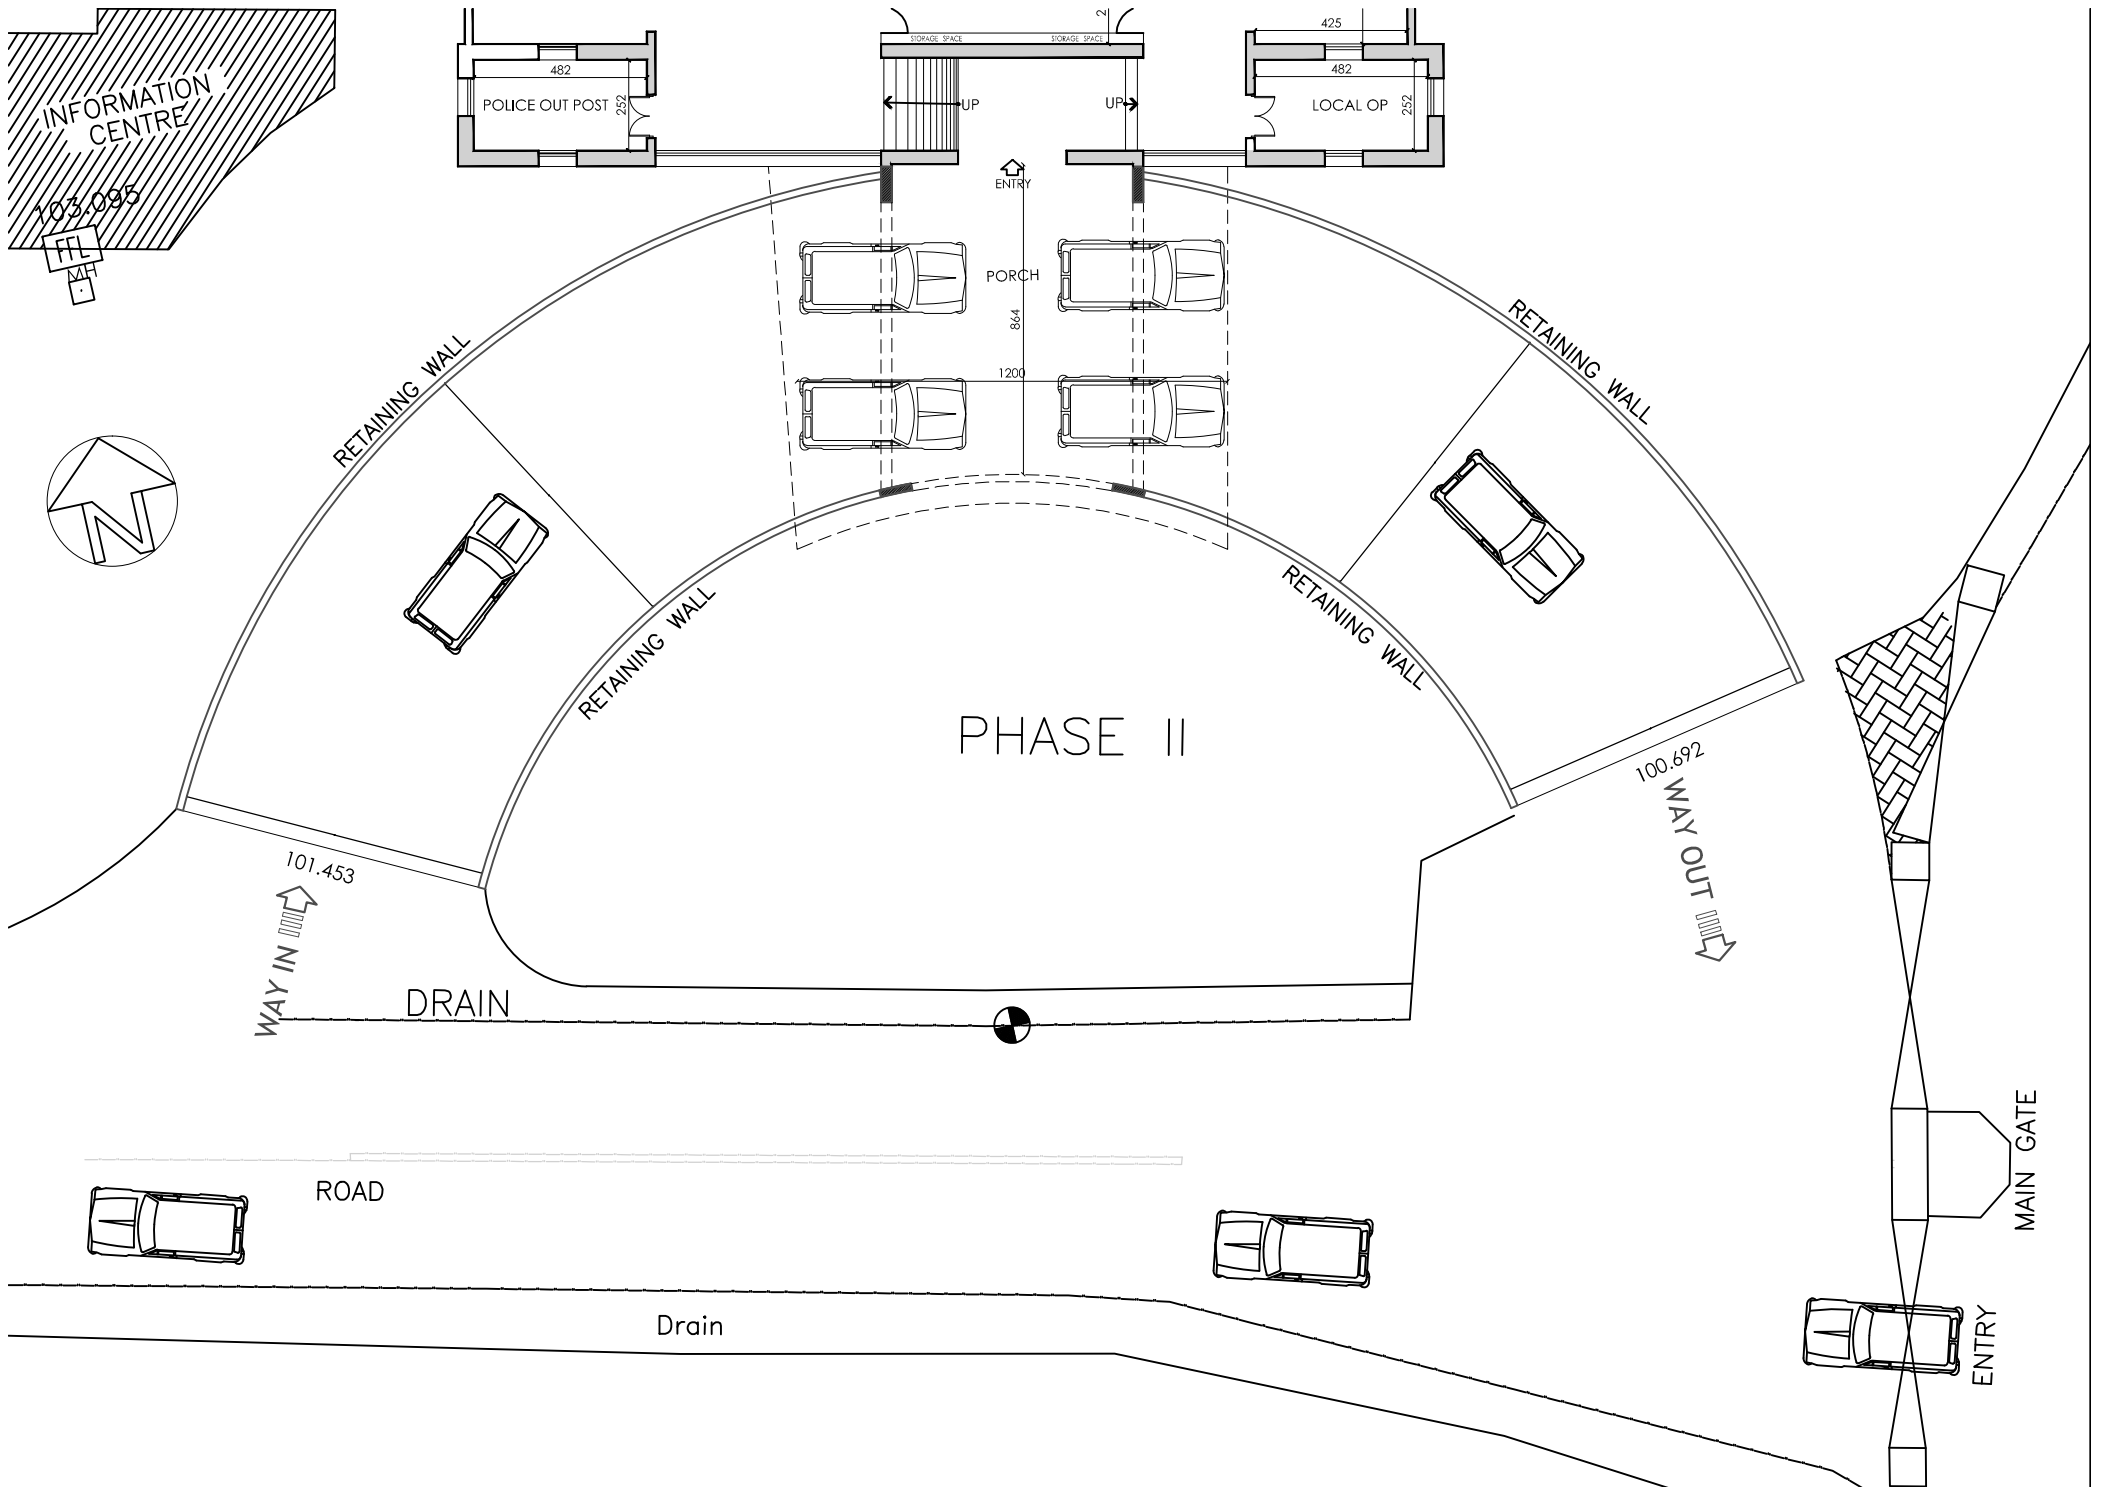 2
425
STORAGE SPACE
STORAGE SPACE
482
482
INFORMATION
CENTRE
POLICE OUT POST
252
UP
UP
LOCAL OP
252
ENTRY
103.095
FFL
MH
PORCH
864
1200
RETAINING WALL
RETAINING WALL
N
RETAINING WALL
RETAINING WALL
PHASE II
100.692
101.453
WAY OUT
WAY IN
DRAIN
MAIN GATE
ROAD
Drain
ENTRY